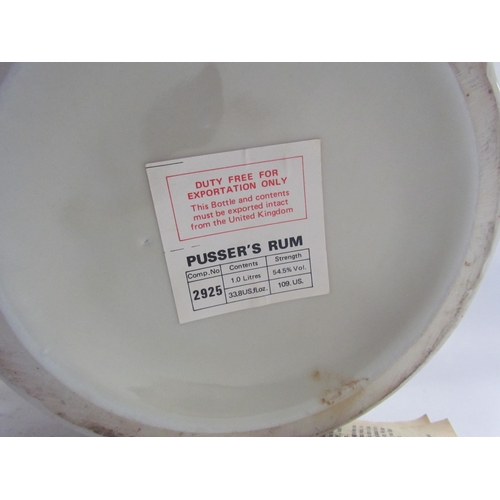 DUTY FREE FOR
EXPORTATION ONLY
This Bottle and contents
must be exported intact
from the United Kingdom
PUSSER'S RUM
Comp.No Contents Strength
2925 1.0 Litres 54.5% Vol.
33.8US.fl.oz. 109. US.